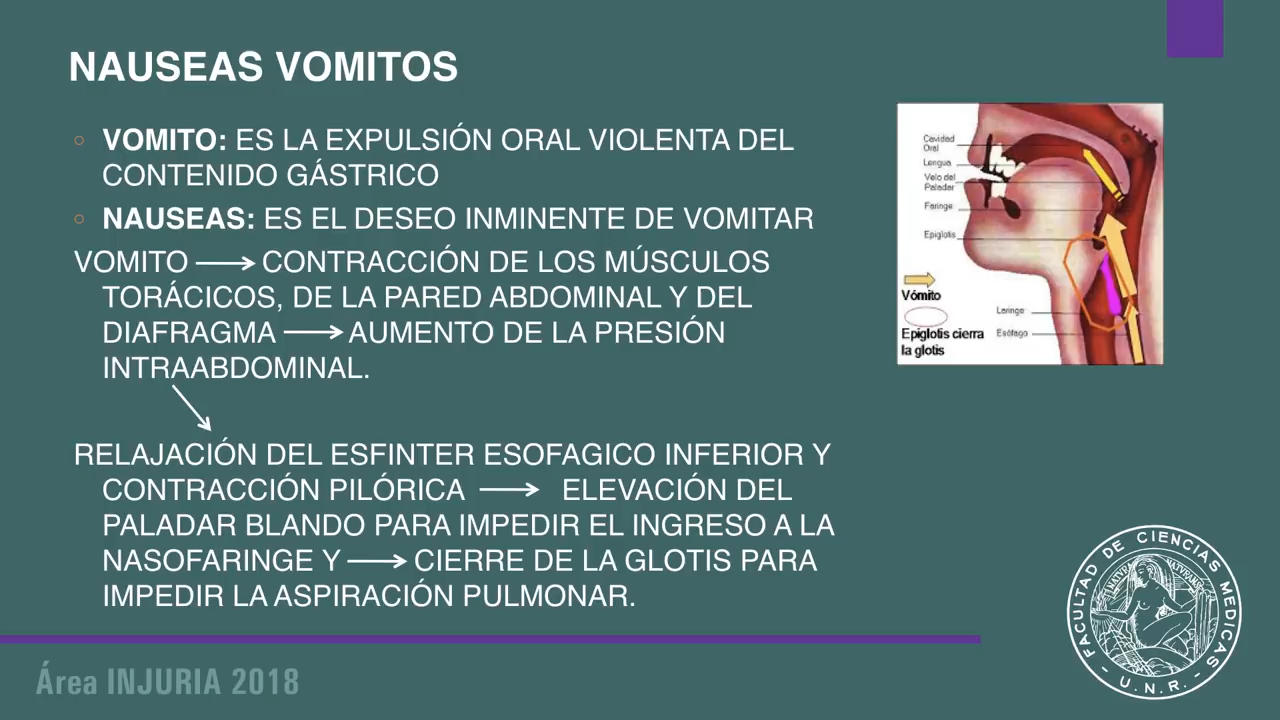 NAUSEAS VOMITOS
VOMITO: ES LA EXPULSIÓN ORAL VIOLENTA DEL
CONTENIDO GÁSTRICO
NAUSEAS: ES EL DESEO INMINENTE DE VOMITAR
VOMITO → CONTRACCIÓN DE LOS MÚSCULOS
TORÁCICOS, DE LA PARED ABDOMINAL Y DEL
DIAFRAGMA → AUMENTO DE LA PRESIÓN
INTRAABDOMINAL.
RELAJACIÓN DEL ESFINTER ESOFAGICO INFERIOR Y
CONTRACCIÓN PILÓRICA → ELEVACIÓN DEL
PALADAR BLANDO PARA IMPEDIR EL INGRESO A LA
NASOFARINGE Y → CIERRE DE LA GLOTIS PARA
IMPEDIR LA ASPIRACIÓN PULMONAR.
Cavidad
Oral
Lengua
Velo del
Paladar
Faringe
Epiglotis
Vómito
Laringe
Epiglotis cierra
la glotis
Esófago
FACULTAD DE CIENCIAS MEDICAS
- U.N.R. -
Área INJURIA 2018